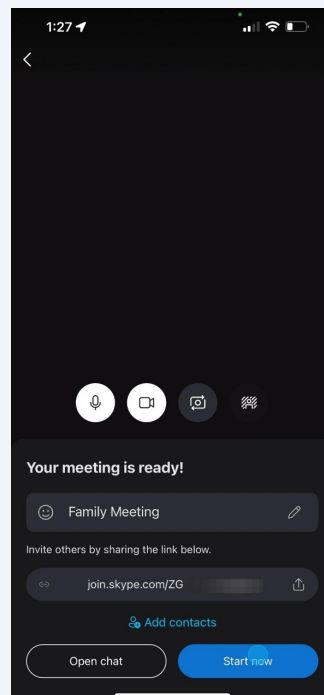 1:27
Your meeting is ready!
Family Meeting
Invite others by sharing the link below.
join.skype.com/ZG
Add contacts
Open chat
Start now